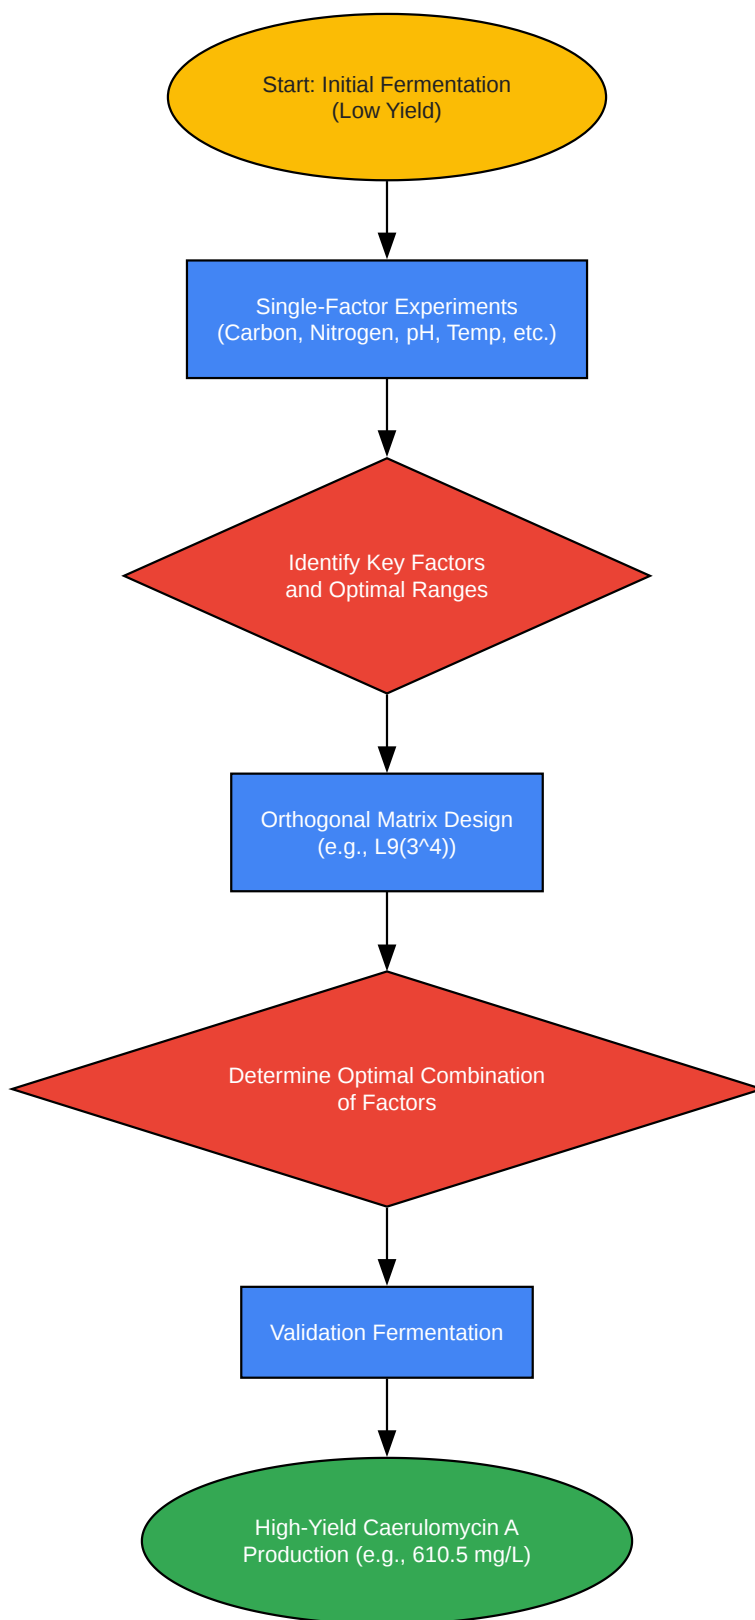 Start: Initial Fermentation
(Low Yield)
Single-Factor Experiments
(Carbon, Nitrogen, pH, Temp, etc.)
Identify Key Factors
and Optimal Ranges
Orthogonal Matrix Design
(e.g., L9(3^4))
Determine Optimal Combination
of Factors
Validation Fermentation
High-Yield Caerulomycin A
Production (e.g., 610.5 mg/L)